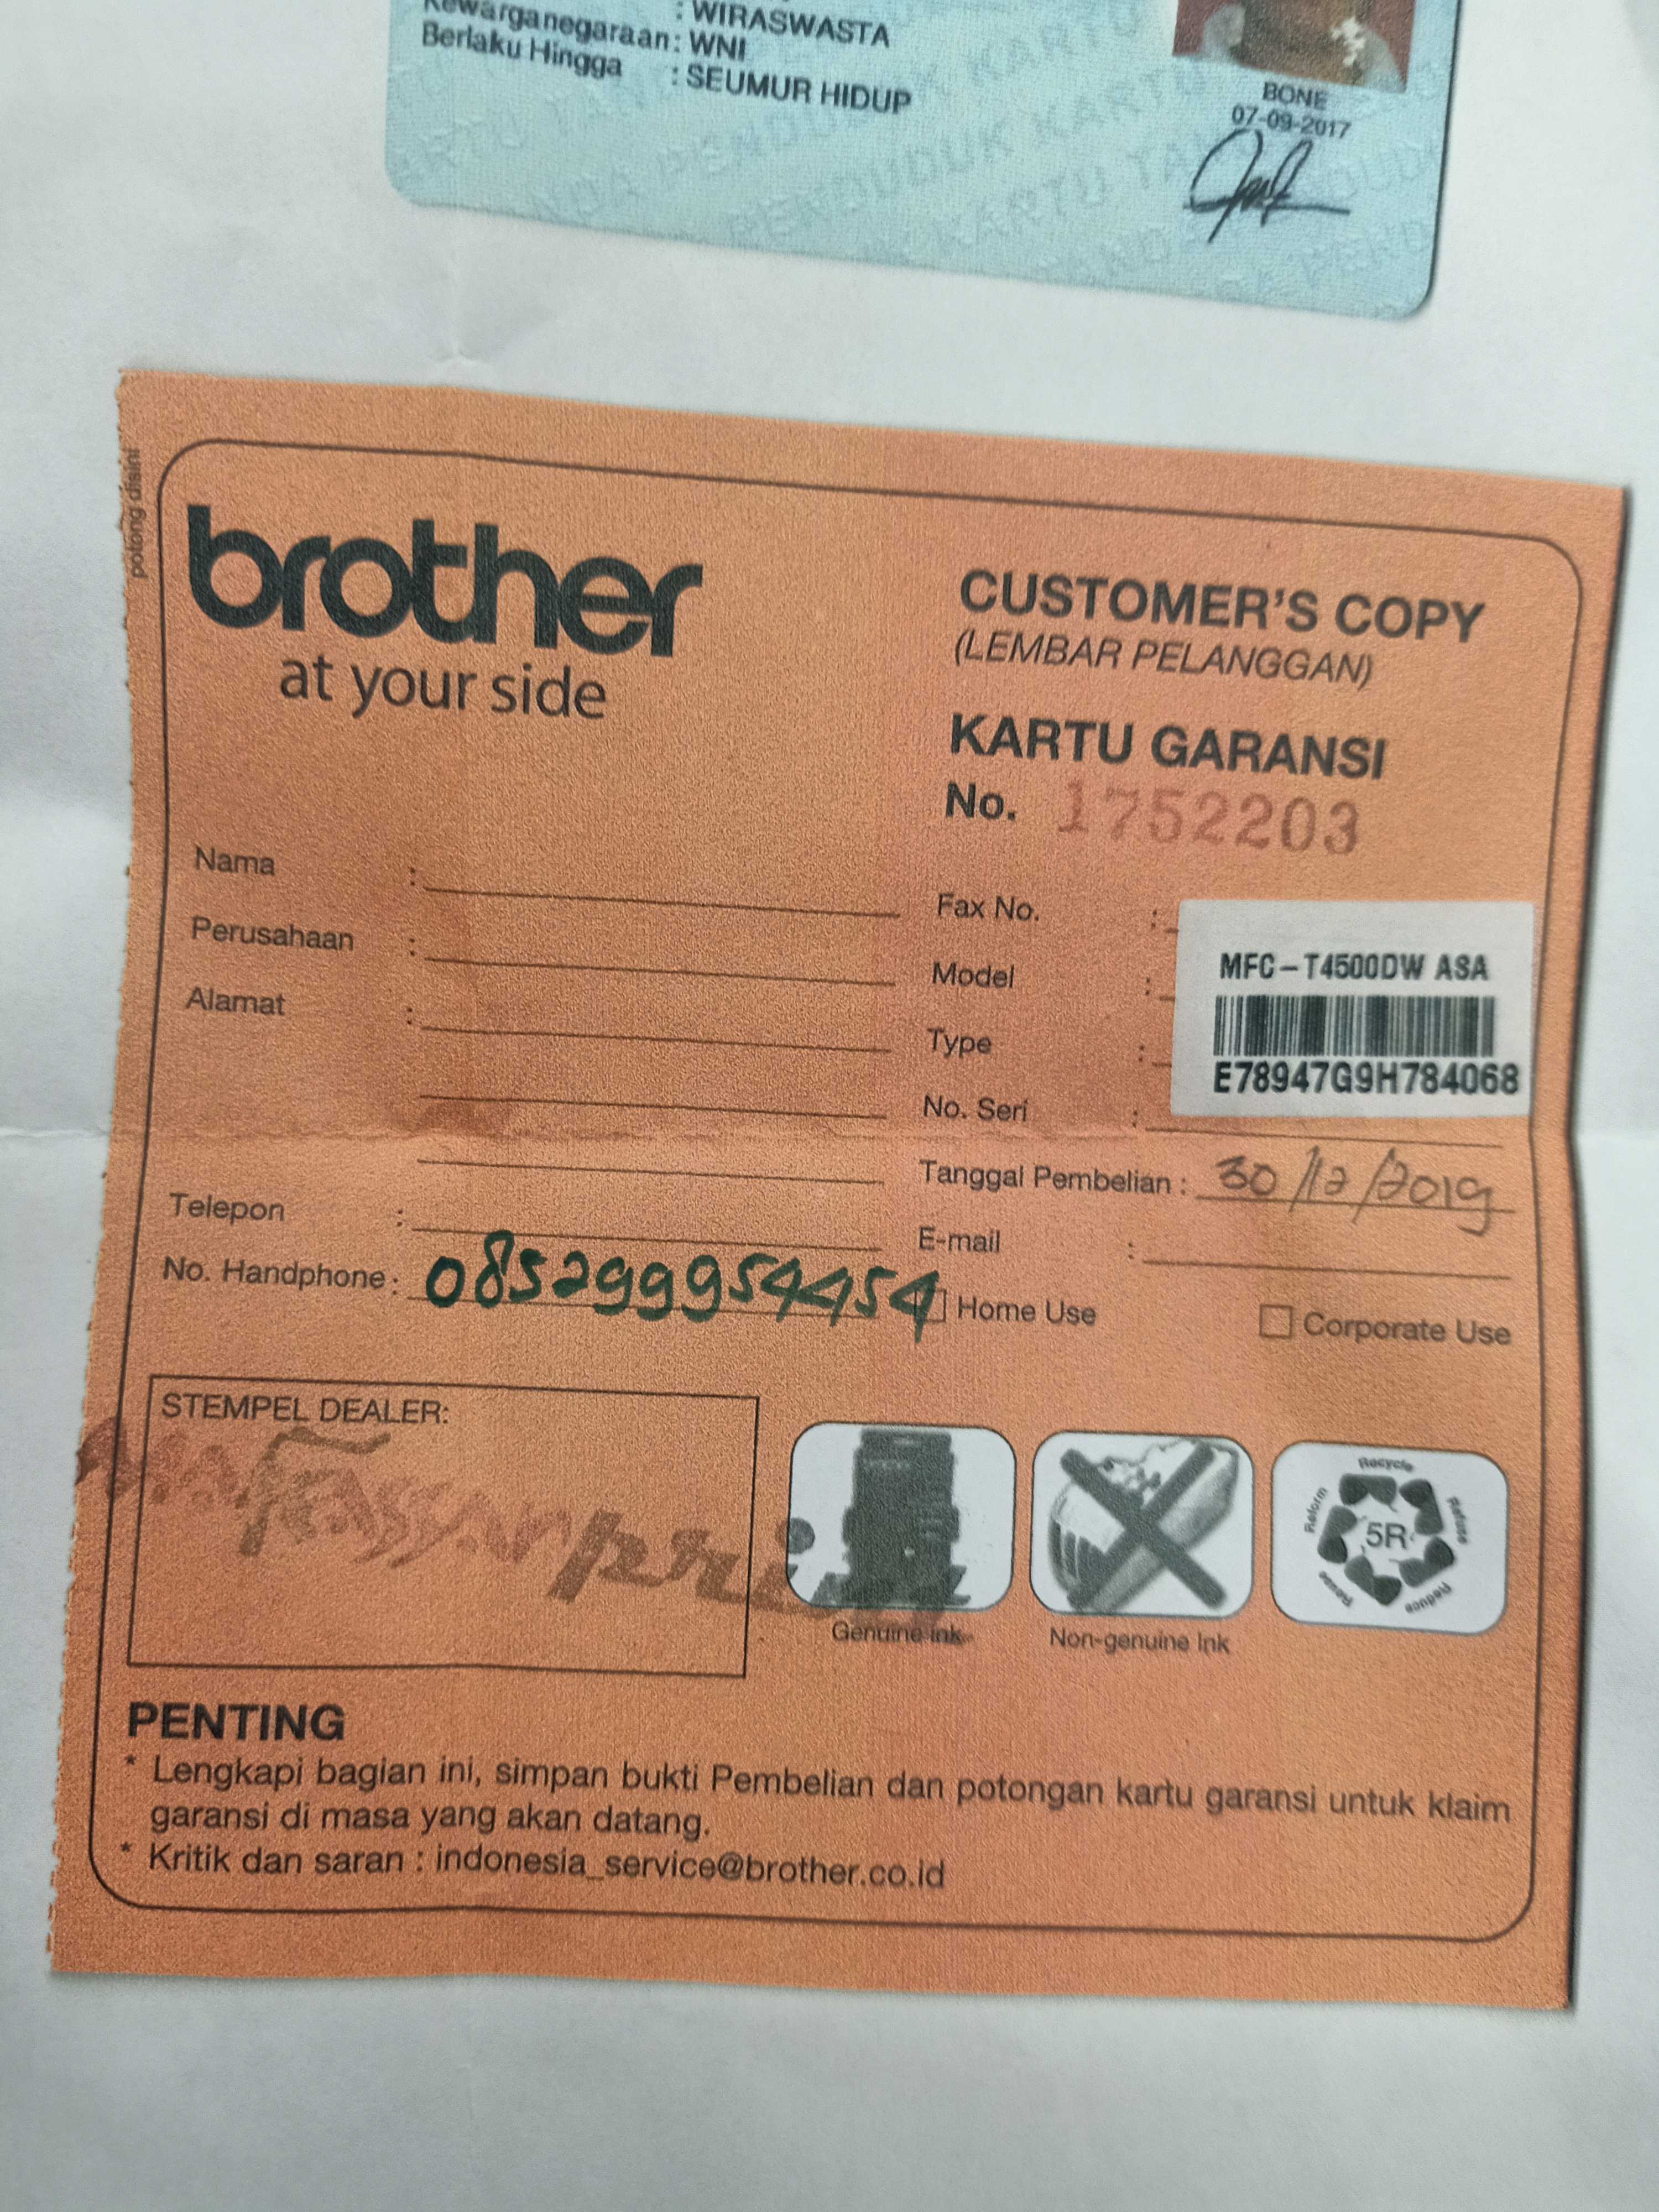 Kewarganegaraan: WNI
: WIRASWASTA
Berlaku Hingga : SEUMUR HIDUP
BONE
07-09-2017
potong disini
brother
at your side
CUSTOMER'S COPY
(LEMBAR PELANGGAN)
KARTU GARANSI
No. 1752203
Nama :
Perusahaan :
Alamat :
Telepon :
No. Handphone : 085299954454
Fax No. :
Model :
Type :
No. Seri :
MFC-T4500DW ASA
E78947G9H784068
Tanggal Pembelian : 30/12/2019
E-mail :
Home Use
Corporate Use
STEMPEL DEALER:
Genuine Ink
Non-genuine Ink
Recycle
Refuse
Reduce
Reuse
Reform
5R
PENTING
* Lengkapi bagian ini, simpan bukti Pembelian dan potongan kartu garansi untuk klaim
garansi di masa yang akan datang.
* Kritik dan saran : indonesia_service@brother.co.id